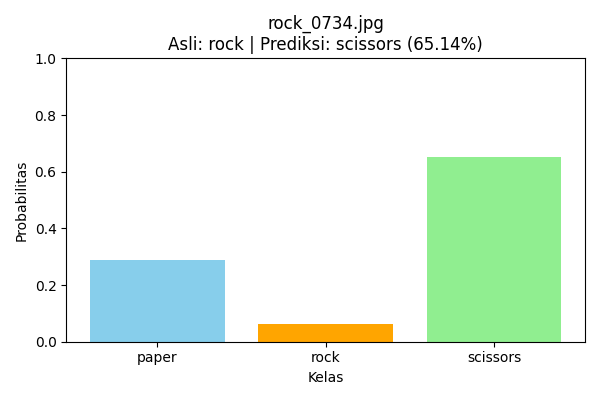 rock_0734.jpg
Asli: rock | Prediksi: scissors (65.14%)
1.0
0.8
0.6
0.4
0.2
0.0
Probabilitas
paper rock scissors
Kelas